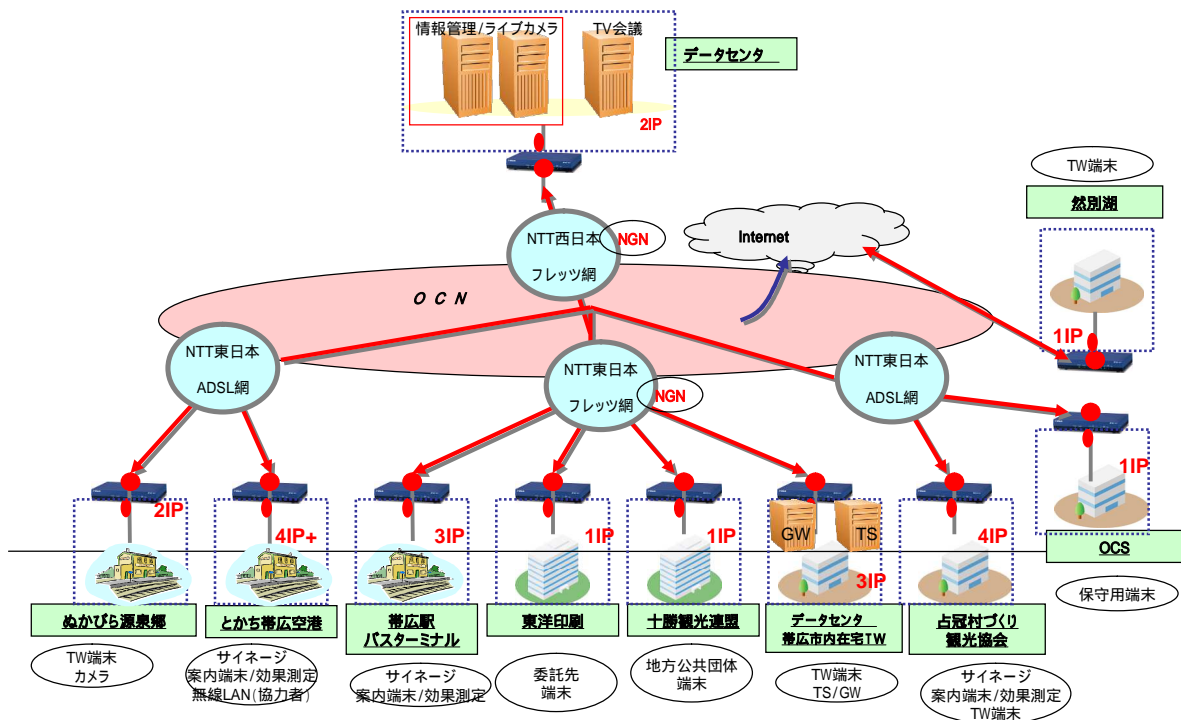 情報管理/ライブカメラ
TV会議
データセンタ
2IP
TW端末
然別湖
NTT西日本
フレッツ網
NGN
Internet
OCN
1IP
NTT東日本
ADSL網
NTT東日本
フレッツ網
NGN
NTT東日本
ADSL網
2IP
4IP+
3IP
1IP
1IP
GW
TS
3IP
4IP
1IP
OCS
保守用端末
ぬかびら源泉郷
とかち帯広空港
帯広駅
バスターミナル
東洋印刷
十勝観光連盟
データセンタ
帯広市内在宅TW
占冠村づくり
観光協会
TW端末
カメラ
サイネージ
案内端末/効果測定
無線LAN(協力者)
サイネージ
案内端末/効果測定
委託先
端末
地方公共団体
端末
TW端末
TS/GW
サイネージ
案内端末/効果測定
TW端末